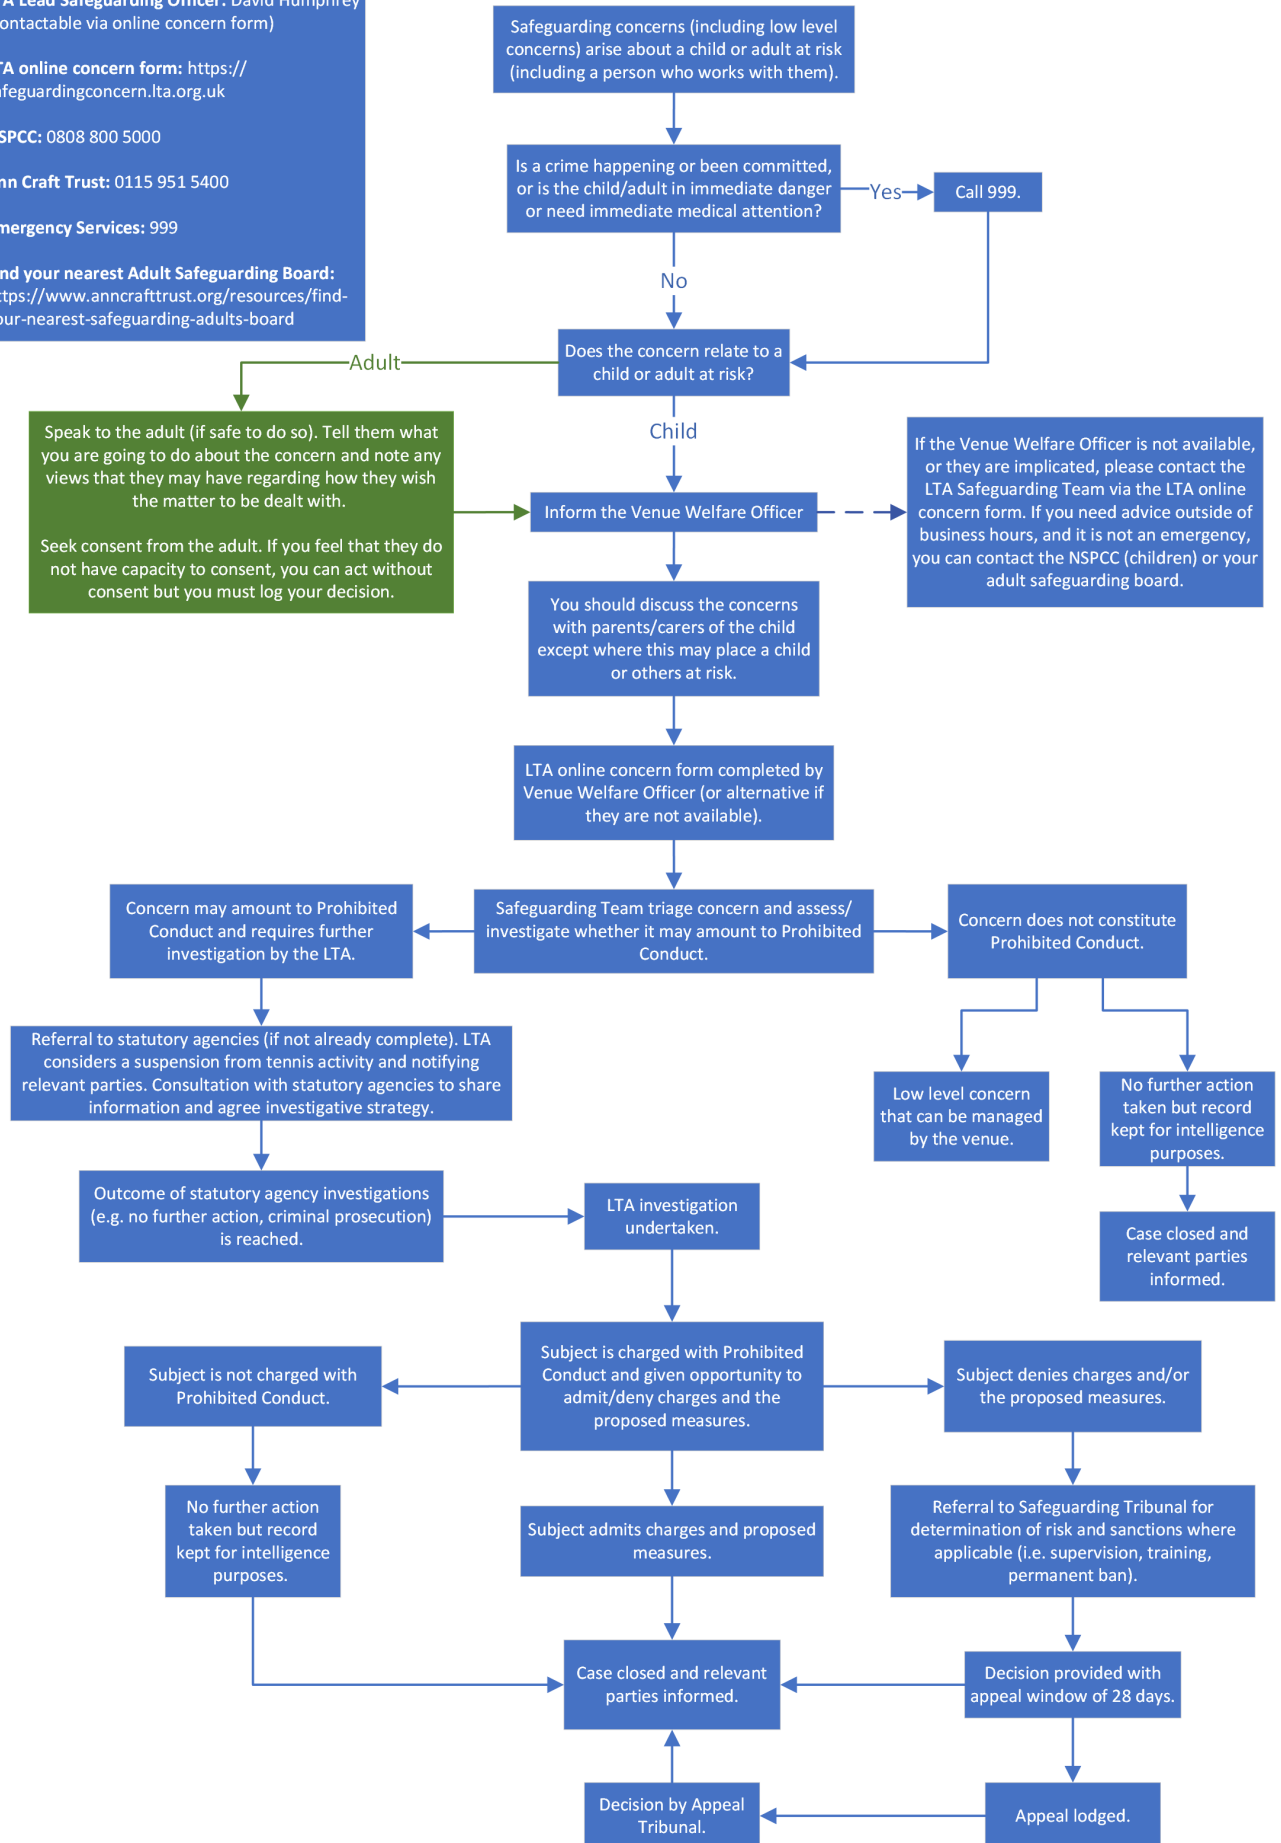 A Lead Safeguarding Officer: David Humphrey
ontactable via online concern form)
TA online concern form: https://
afeguardingconcern.lta.org.uk
SPCC: 0808 800 5000
nn Craft Trust: 0115 951 5400
mergency Services: 999
nd your nearest Adult Safeguarding Board:
ttps://www.anncrafttrust.org/resources/find-
our-nearest-safeguarding-adults-board
Safeguarding concerns (including low level
concerns) arise about a child or adult at risk
(including a person who works with them).
Is a crime happening or been committed,
or is the child/adult in immediate danger
or need immediate medical attention?
Yes
Call 999.
No
Does the concern relate to a
child or adult at risk?
Adult
Child
Speak to the adult (if safe to do so). Tell them what
you are going to do about the concern and note any
views that they may have regarding how they wish
the matter to be dealt with.
Seek consent from the adult. If you feel that they do
not have capacity to consent, you can act without
consent but you must log your decision.
Inform the Venue Welfare Officer
If the Venue Welfare Officer is not available,
or they are implicated, please contact the
LTA Safeguarding Team via the LTA online
concern form. If you need advice outside of
business hours, and it is not an emergency,
you can contact the NSPCC (children) or your
adult safeguarding board.
You should discuss the concerns
with parents/carers of the child
except where this may place a child
or others at risk.
LTA online concern form completed by
Venue Welfare Officer (or alternative if
they are not available).
Concern may amount to Prohibited
Conduct and requires further
investigation by the LTA.
Safeguarding Team triage concern and assess/
investigate whether it may amount to Prohibited
Conduct.
Concern does not constitute
Prohibited Conduct.
Referral to statutory agencies (if not already complete). LTA
considers a suspension from tennis activity and notifying
relevant parties. Consultation with statutory agencies to share
information and agree investigative strategy.
Low level concern
that can be managed
by the venue.
No further action
taken but record
kept for intelligence
purposes.
Outcome of statutory agency investigations
(e.g. no further action, criminal prosecution)
is reached.
LTA investigation
undertaken.
Case closed and
relevant parties
informed.
Subject is not charged with
Prohibited Conduct.
Subject is charged with Prohibited
Conduct and given opportunity to
admit/deny charges and the
proposed measures.
Subject denies charges and/or
the proposed measures.
No further action
taken but record
kept for intelligence
purposes.
Subject admits charges and proposed
measures.
Referral to Safeguarding Tribunal for
determination of risk and sanctions where
applicable (i.e. supervision, training,
permanent ban).
Case closed and relevant
parties informed.
Decision provided with
appeal window of 28 days.
Decision by Appeal
Tribunal.
Appeal lodged.